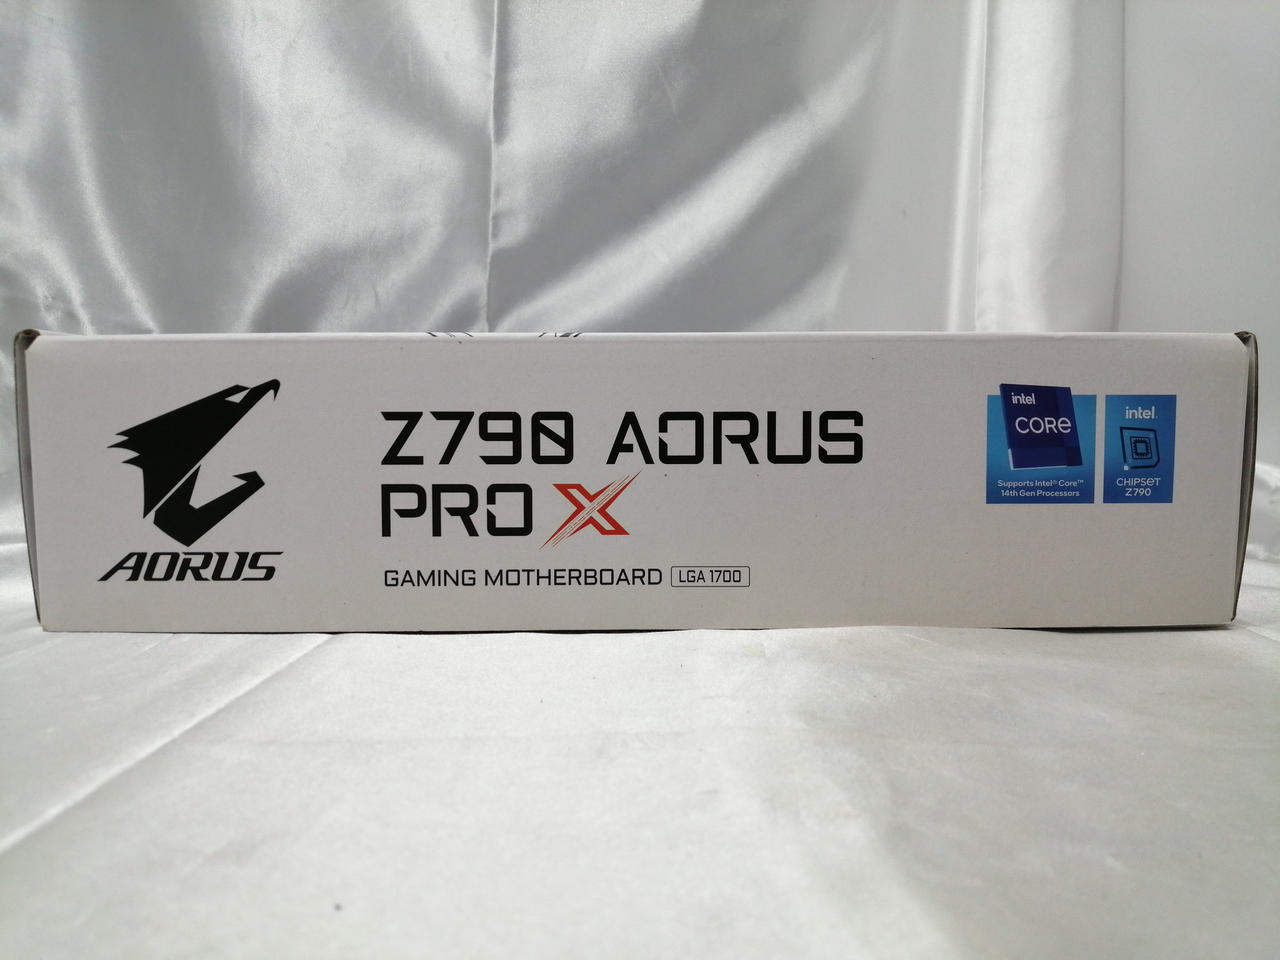 AORUS
Z790 AORUS
PRO X
GAMING MOTHERBOARD LGA 1700
intel
CORE
Supports Intel® Core™
14th Gen Processors
intel.
CHIPSET
Z790